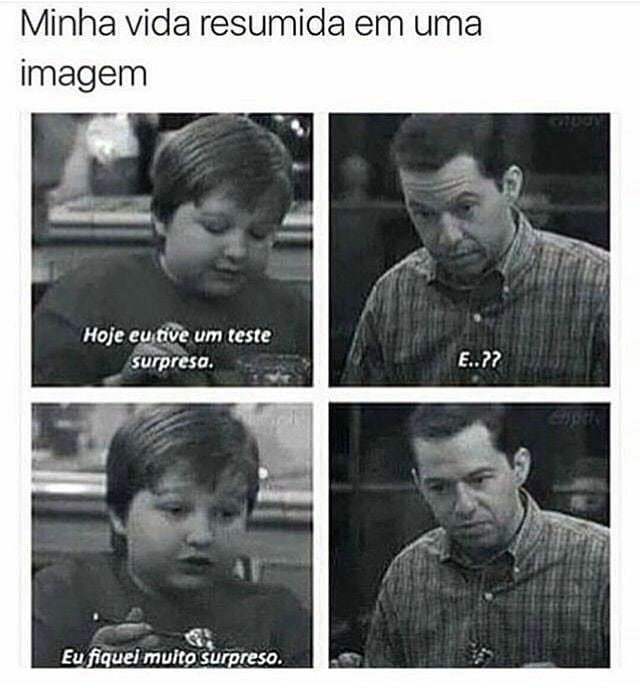 Minha vida resumida em uma
imagem
Hoje eu tive um teste
surpresa.
E..??
Eu fiquei muito surpreso.